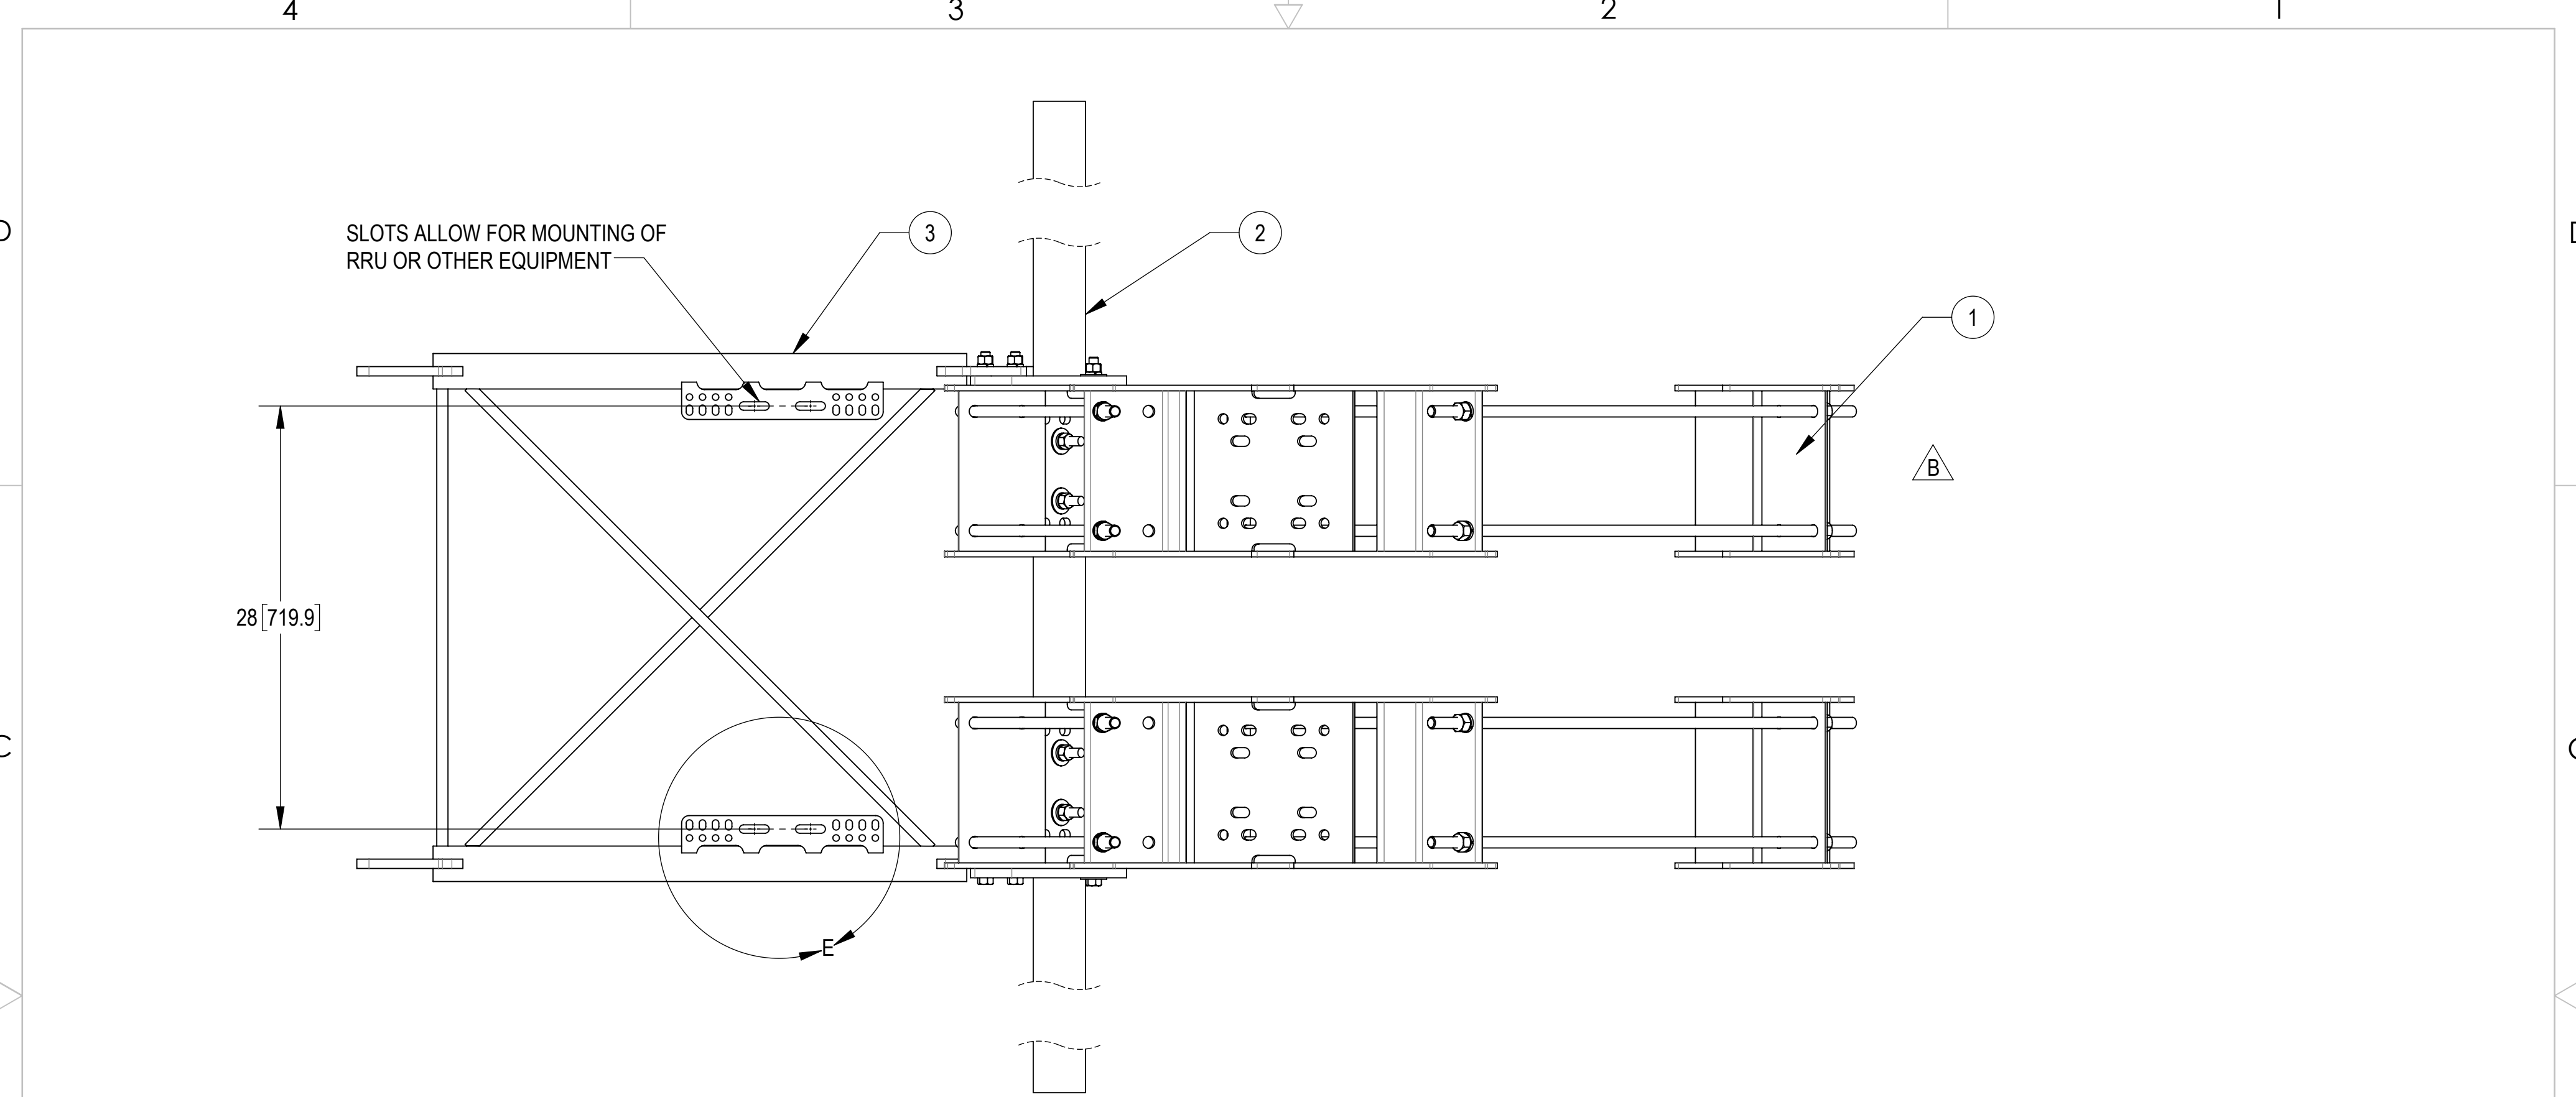 4 3 2 1
D D
SLOTS ALLOW FOR MOUNTING OF
RRU OR OTHER EQUIPMENT
3
2
1
B
28[719.9]
C C
E